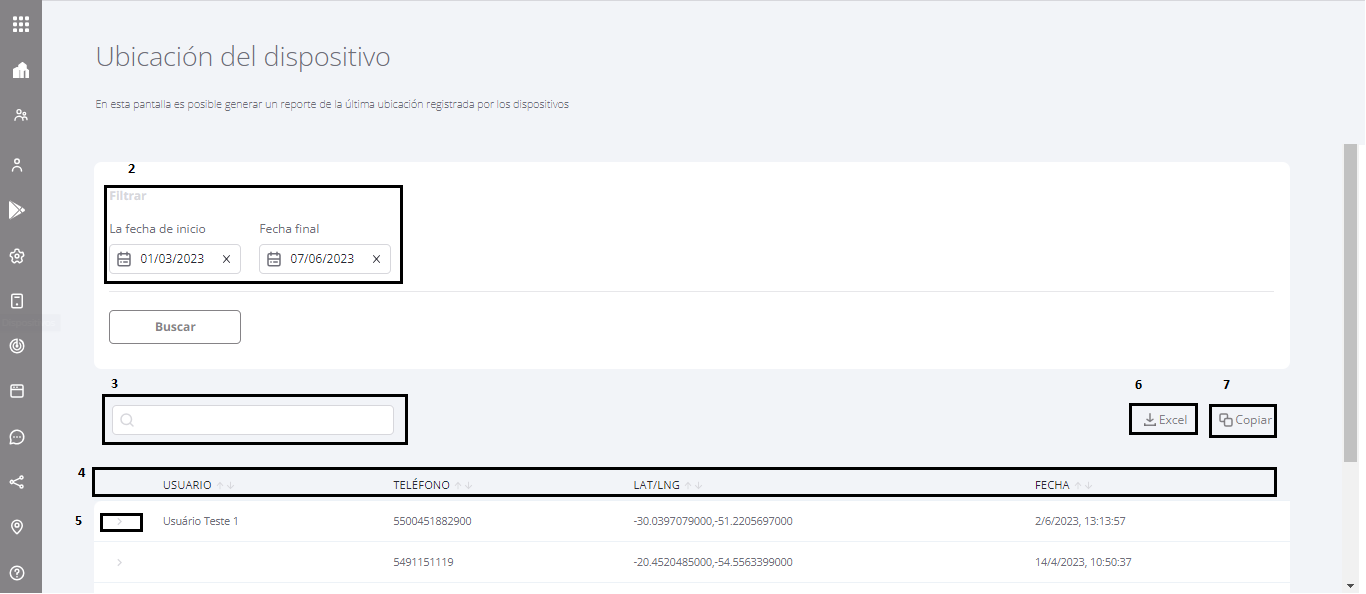 Ubicación del dispositivo
En esta pantalla es posible generar un reporte de la última ubicación registrada por los dispositivos
2
Filtrar
La fecha de inicio Fecha final
01/03/2023 07/06/2023
Buscar
3 6 7
Excel Copiar
4
USUARIO TELÉFONO LAT/LNG FECHA
5 Usuário Teste 1 5500451882900 -30.0397079000,-51.2205697000 2/6/2023, 13:13:57
5491151119 -20.4520485000,-54.5563399000 14/4/2023, 10:50:37